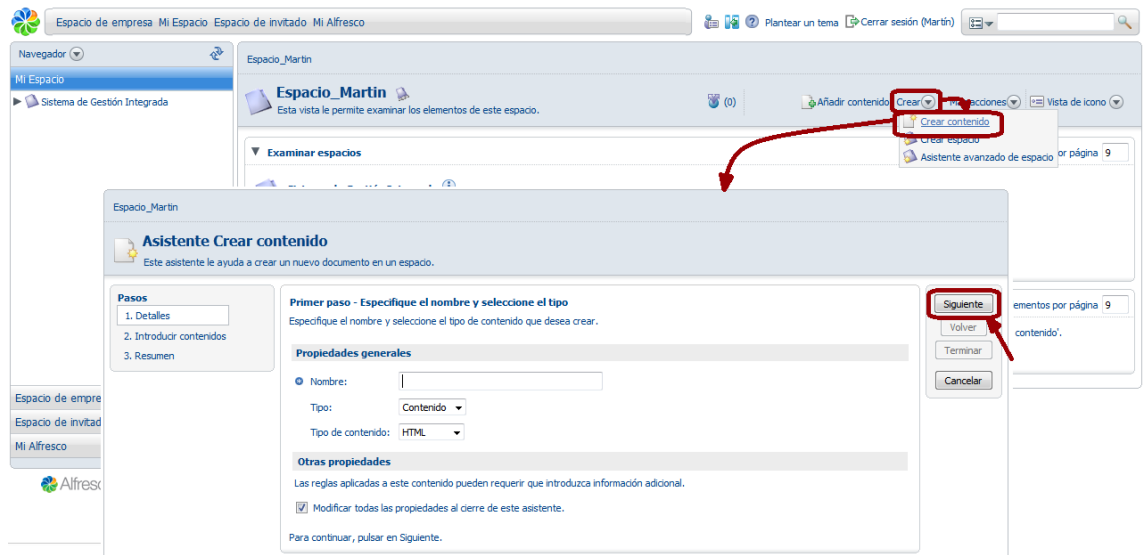 Espacio de empresa Mi Espacio Espacio de invitado Mi Alfresco
Plantear un tema Cerrar sesión (Martín)
Navegador
Mi Espacio
Sistema de Gestión Integrada
Espacio_Martin
Espacio_Martin
Esta vista le permite examinar los elementos de este espacio.
(0)
Añadir contenido Crear acciones Vista de icono
Crear contenido
Crear espacio
Asistente avanzado de espacio
Examinar espacios
por página 9
Espacio_Martin
Asistente Crear contenido
Este asistente le ayuda a crear un nuevo documento en un espacio.
Pasos
1. Detalles
2. Introducir contenidos
3. Resumen
Primer paso - Especifique el nombre y seleccione el tipo
Especifique el nombre y seleccione el tipo de contenido que desea crear.
Propiedades generales
Nombre:
Tipo: Contenido
Tipo de contenido: HTML
Otras propiedades
Las reglas aplicadas a este contenido pueden requerir que introduzca información adicional.
Modificar todas las propiedades al cierre de este asistente.
Para continuar, pulsar en Siguiente.
Siguiente
Volver
Terminar
Cancelar
ementos por página 9
contenido'.
Espacio de empre
Espacio de invitad
Mi Alfresco
Alfresc